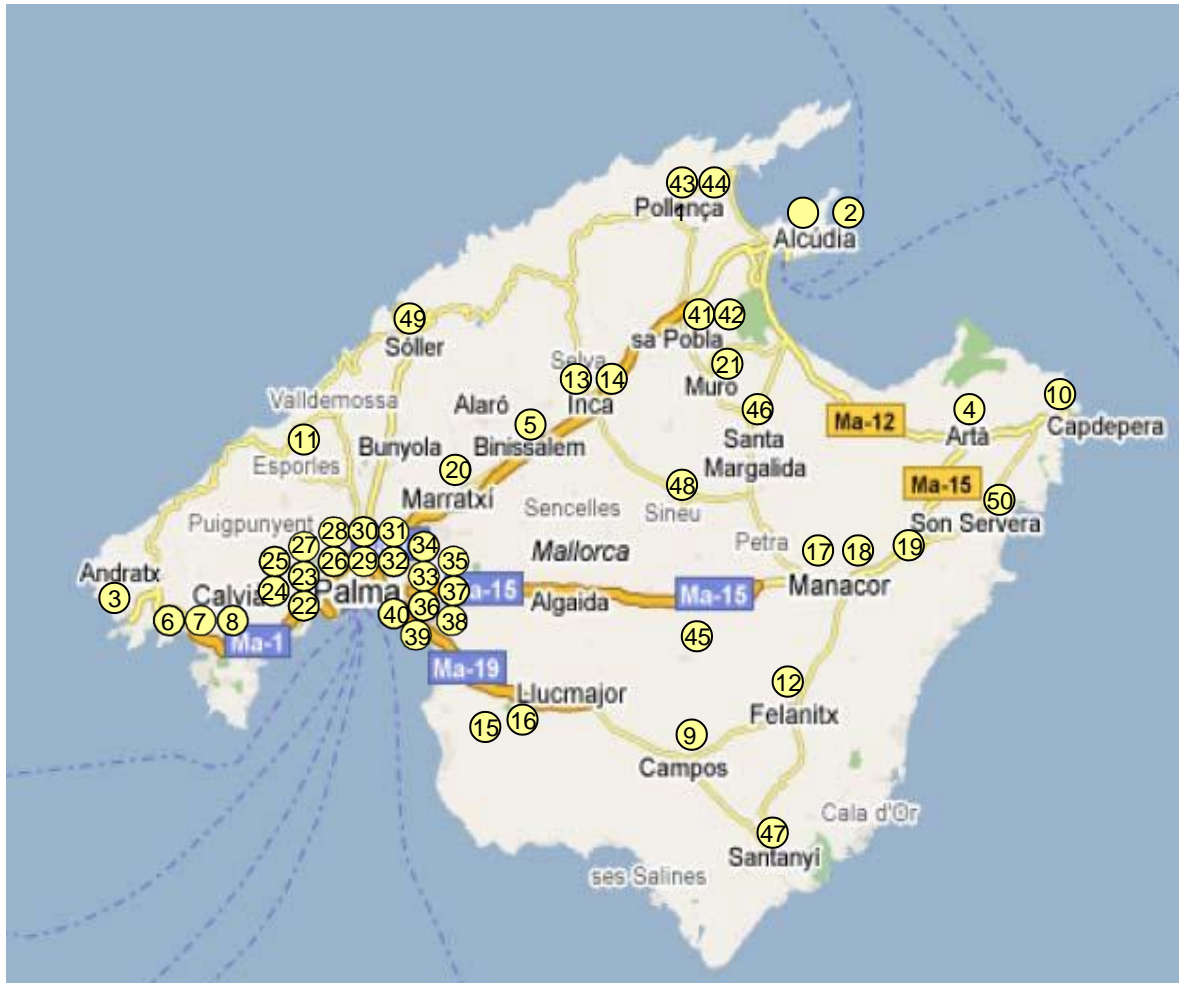 43 44
Pollença
1
2
Alcúdia
49
Sóller
41 42
sa Pobla
21
Muro
Selva
13 14
Inca
Valldemossa
Alaró
5
Binissalem
46
Santa
Margalida
Ma-12
4
Artà
10
Capdepera
11
Esporles
Bunyola
20
Marratxí
48
Sineu
Sencelles
Ma-15
50
Son Servera
Puigpunyent
28 30 31
27
34
25
26 29 32
35
Mallorca
Petra
17 18 19
Manacor
Andratx
3
23
33
24
Calvià
Palma
37
a-15
Algaida
Ma-15
22
36
6 7 8
40
38
39
Ma-1
45
Ma-19
Llucmajor
15 16
12
Felanitx
9
Campos
Cala d'Or
47
Santanyí
ses Salines